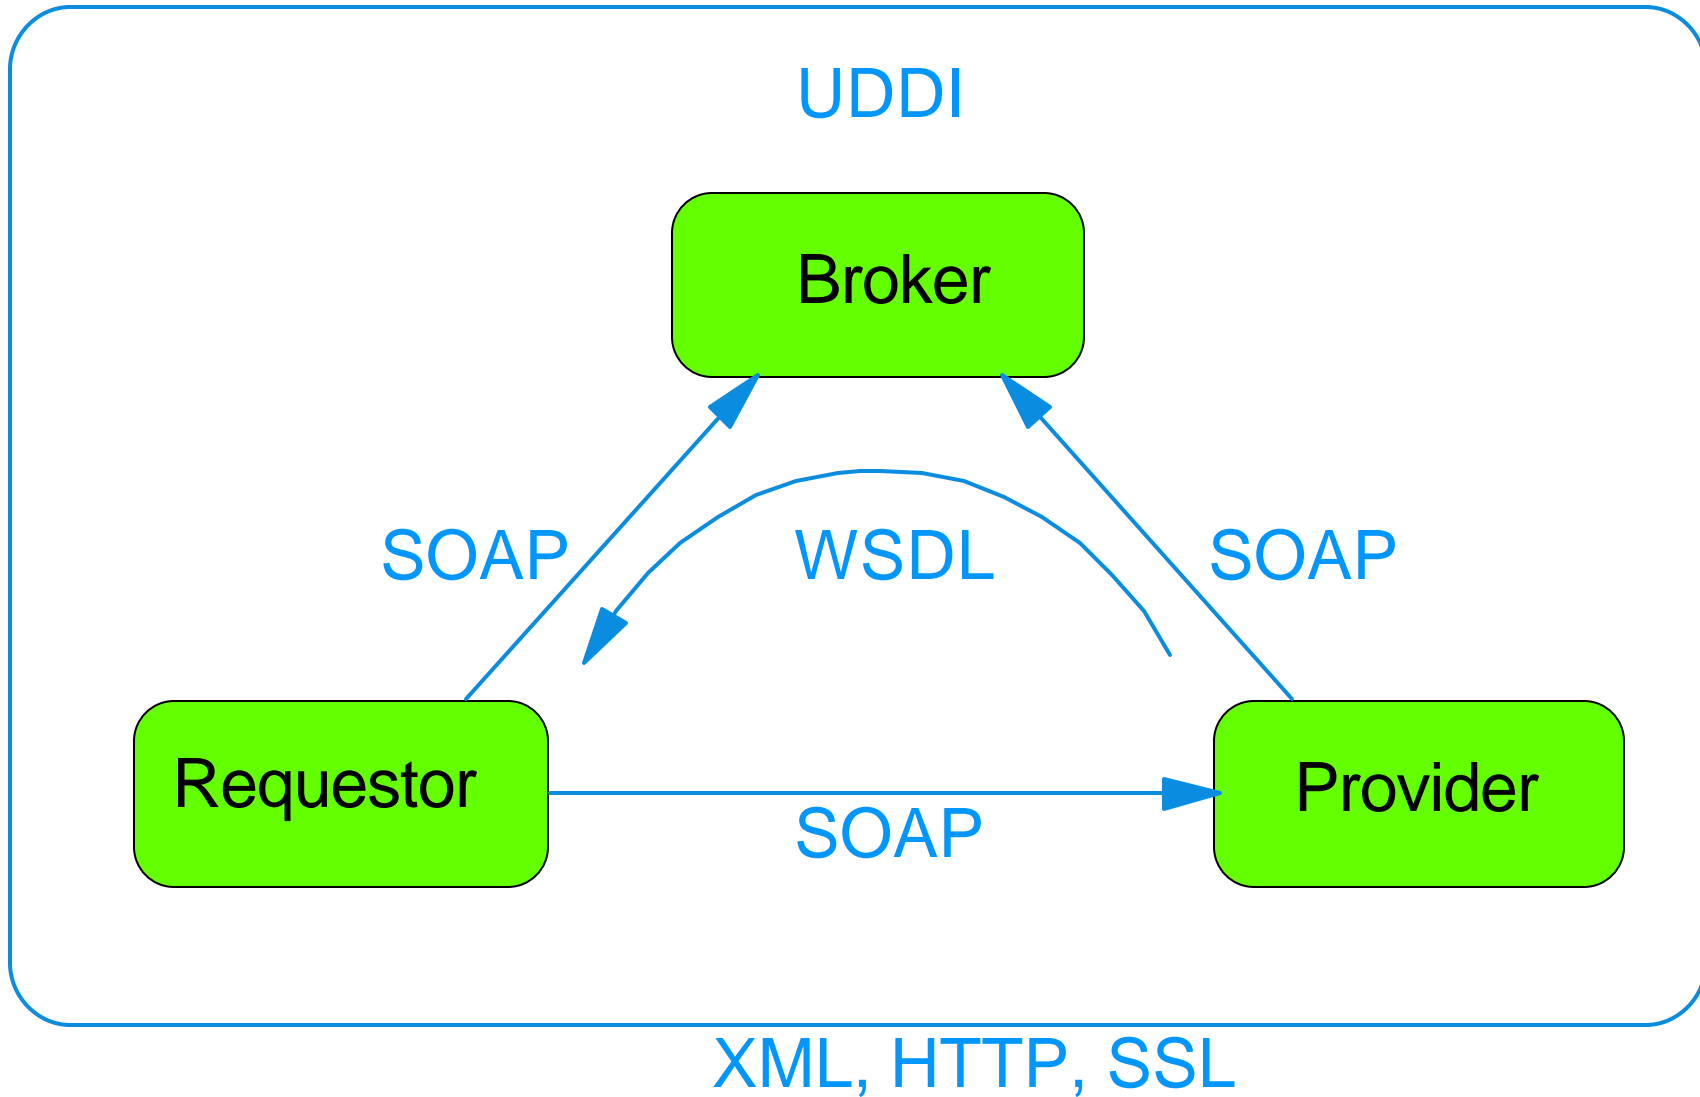 UDDI
Broker
SOAP
WSDL
SOAP
Requestor
Provider
SOAP
XML, HTTP, SSL